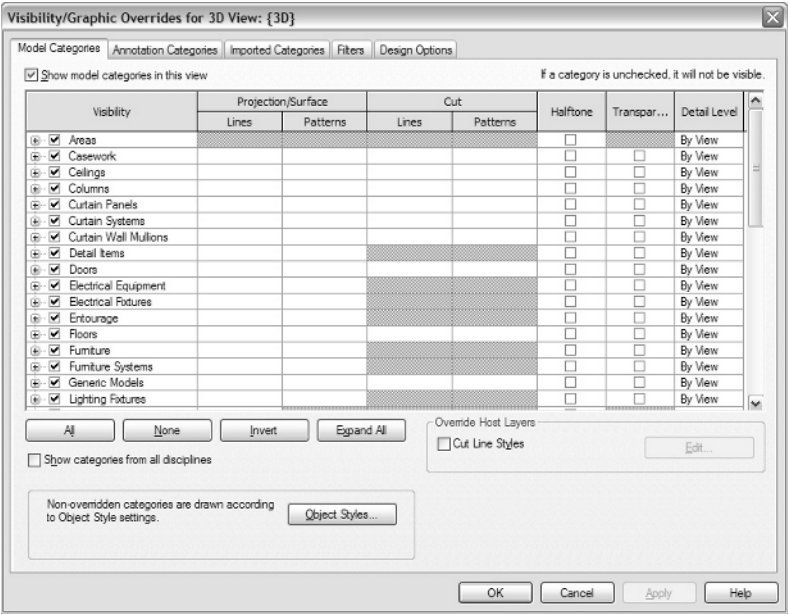 Visibility/Graphic Overrides for 3D View: {3D}
Model Categories Annotation Categories Imported Categories Filters Design Options
Show model categories in this view If a category is unchecked, it will not be visible.
Visibility Projection/Surface Cut Halftone Transpar... Detail Level
Lines Patterns Lines Patterns
Areas By View
Casework By View
Ceilings By View
Columns By View
Curtain Panels By View
Curtain Systems By View
Curtain Wall Mullions By View
Detail Items By View
Doors By View
Electrical Equipment By View
Electrical Fixtures By View
Entourage By View
Floors By View
Furniture By View
Furniture Systems By View
Generic Models By View
Lighting Fixtures By View
All None Invert Expand All
Override Host Layers
Cut Line Styles Edit...
Show categories from all disciplines
Non-overridden categories are drawn according
to Object Style settings.
Object Styles...
OK Cancel Apply Help